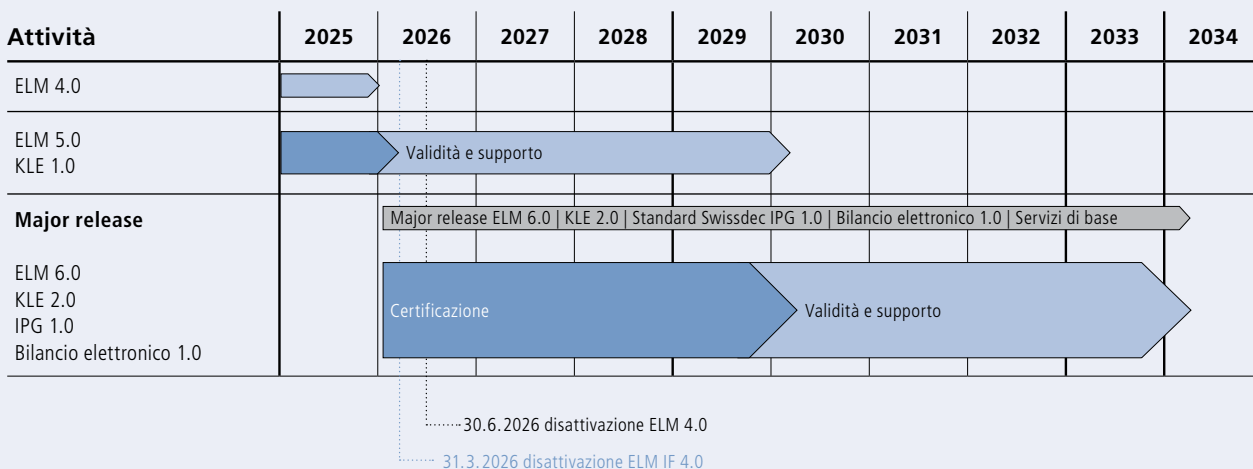 Attività 2025 2026 2027 2028 2029 2030 2031 2032 2033 2034
ELM 4.0
ELM 5.0
KLE 1.0
Validità e supporto
Major release
Major release ELM 6.0 | KLE 2.0 | Standard Swissdec IPG 1.0 | Bilancio elettronico 1.0 | Servizi di base
ELM 6.0
KLE 2.0
IPG 1.0
Bilancio elettronico 1.0
Certificazione
Validità e supporto
30.6.2026 disattivazione ELM 4.0
31.3.2026 disattivazione ELM IF 4.0